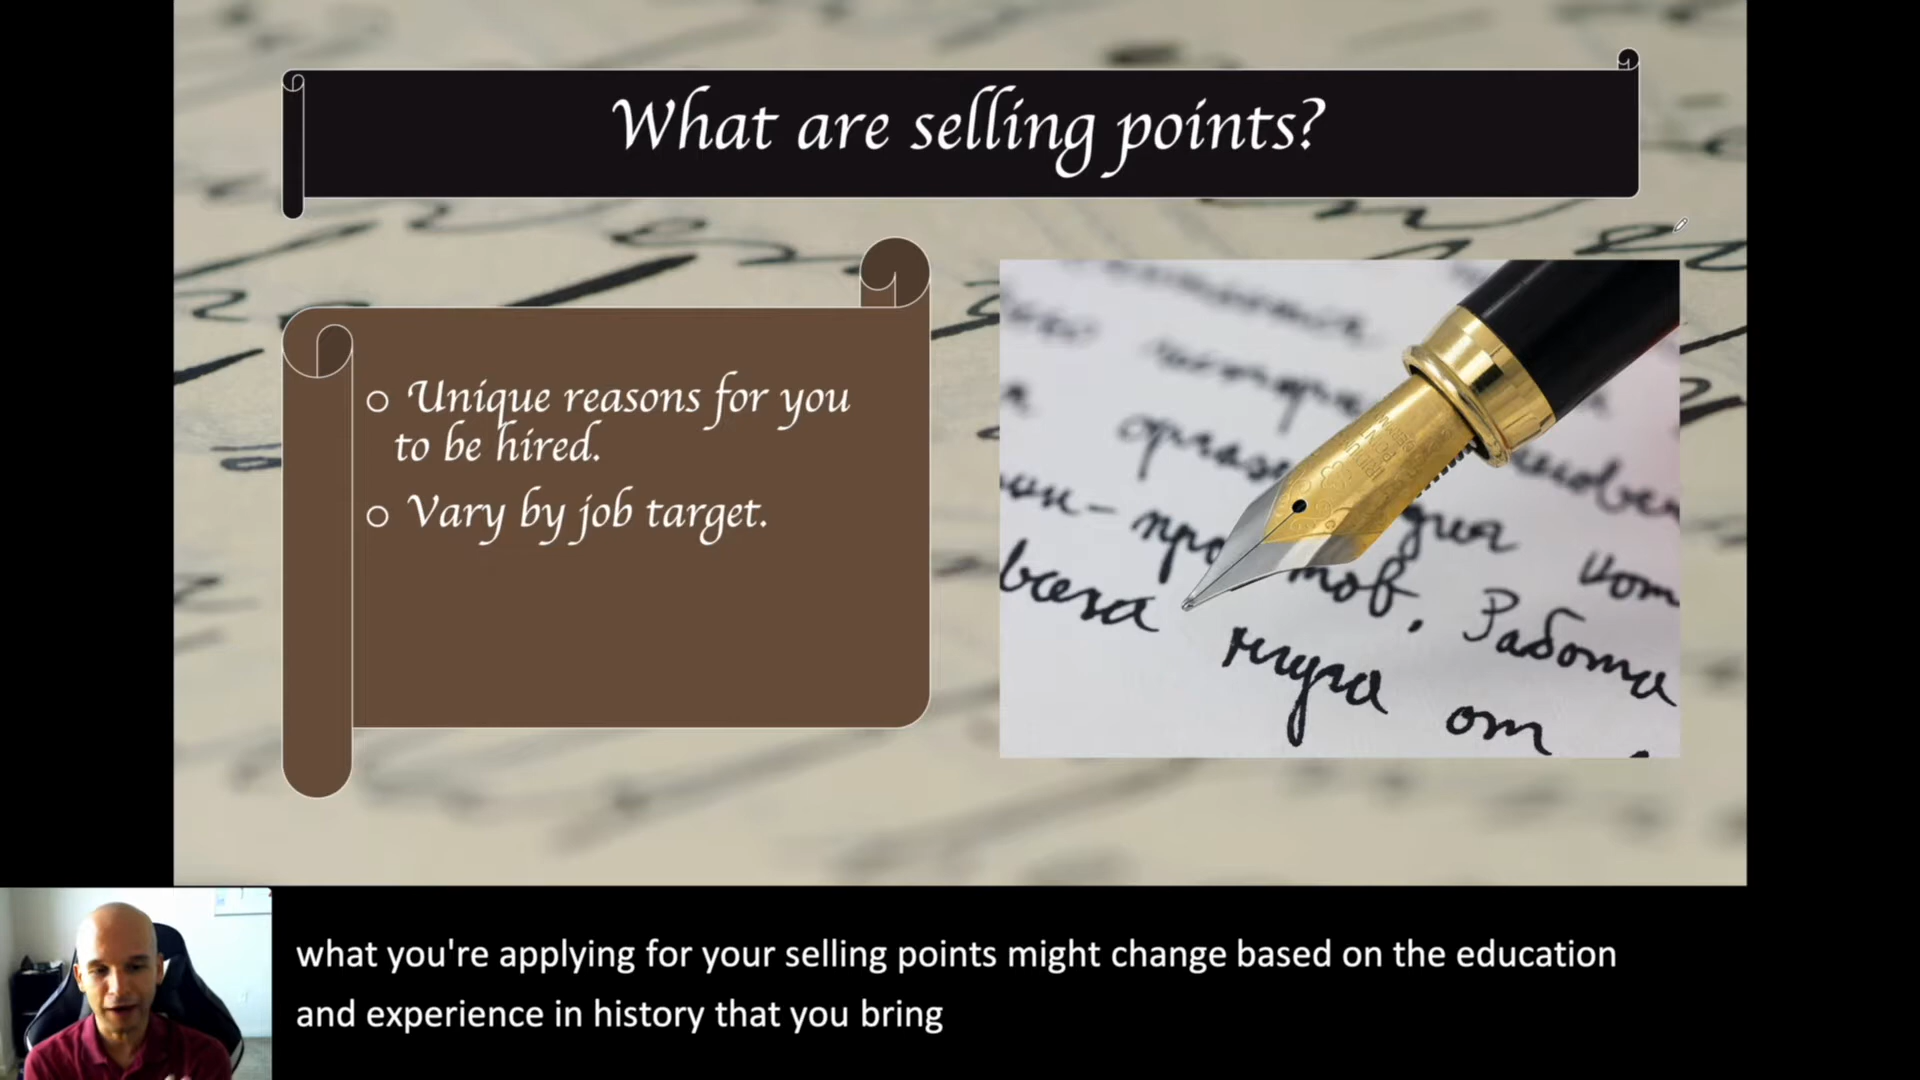 What are selling points?
Unique reasons for you
to be hired.
Vary by job target.
от
what you're applying for your selling points might change based on the education
and experience in history that you bring